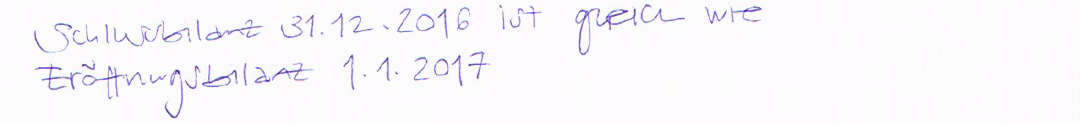 Schlussbilanz 31.12.2016 ist gleich wie
Eröffnungsbilanz 1.1.2017